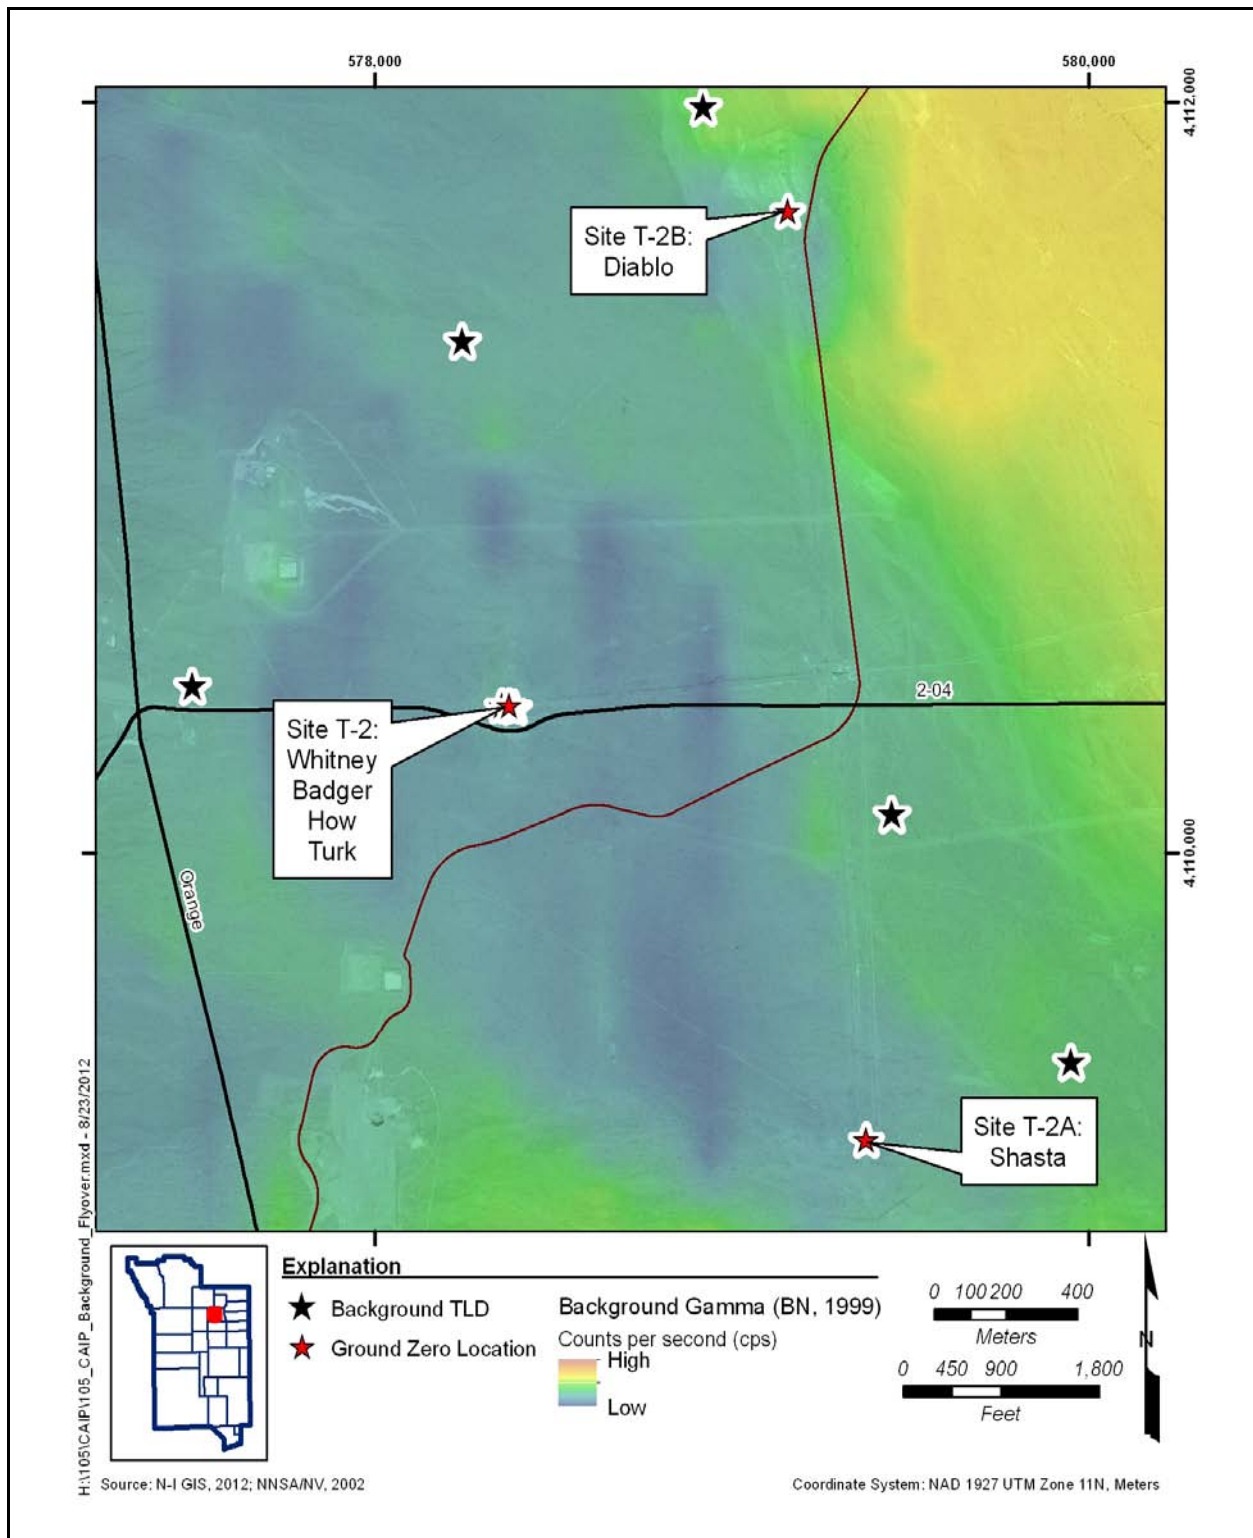 578,000
580,000
4,112,000
Site T-2B:
Diablo
2-04
Site T-2:
Whitney
Badger
How
Turk
4,110,000
Orange
Site T-2A:
Shasta
H:\105\CAIP\105_CAIP_Background_Flyover.mxd - 8/23/2012
Explanation
Background TLD
Ground Zero Location
Background Gamma (BN, 1999)
Counts per second (cps)
High
Low
0 100 200 400
Meters
0 450 900 1,800
Feet
N
Source: N-I GIS, 2012; NNSA/NV, 2002
Coordinate System: NAD 1927 UTM Zone 11N, Meters